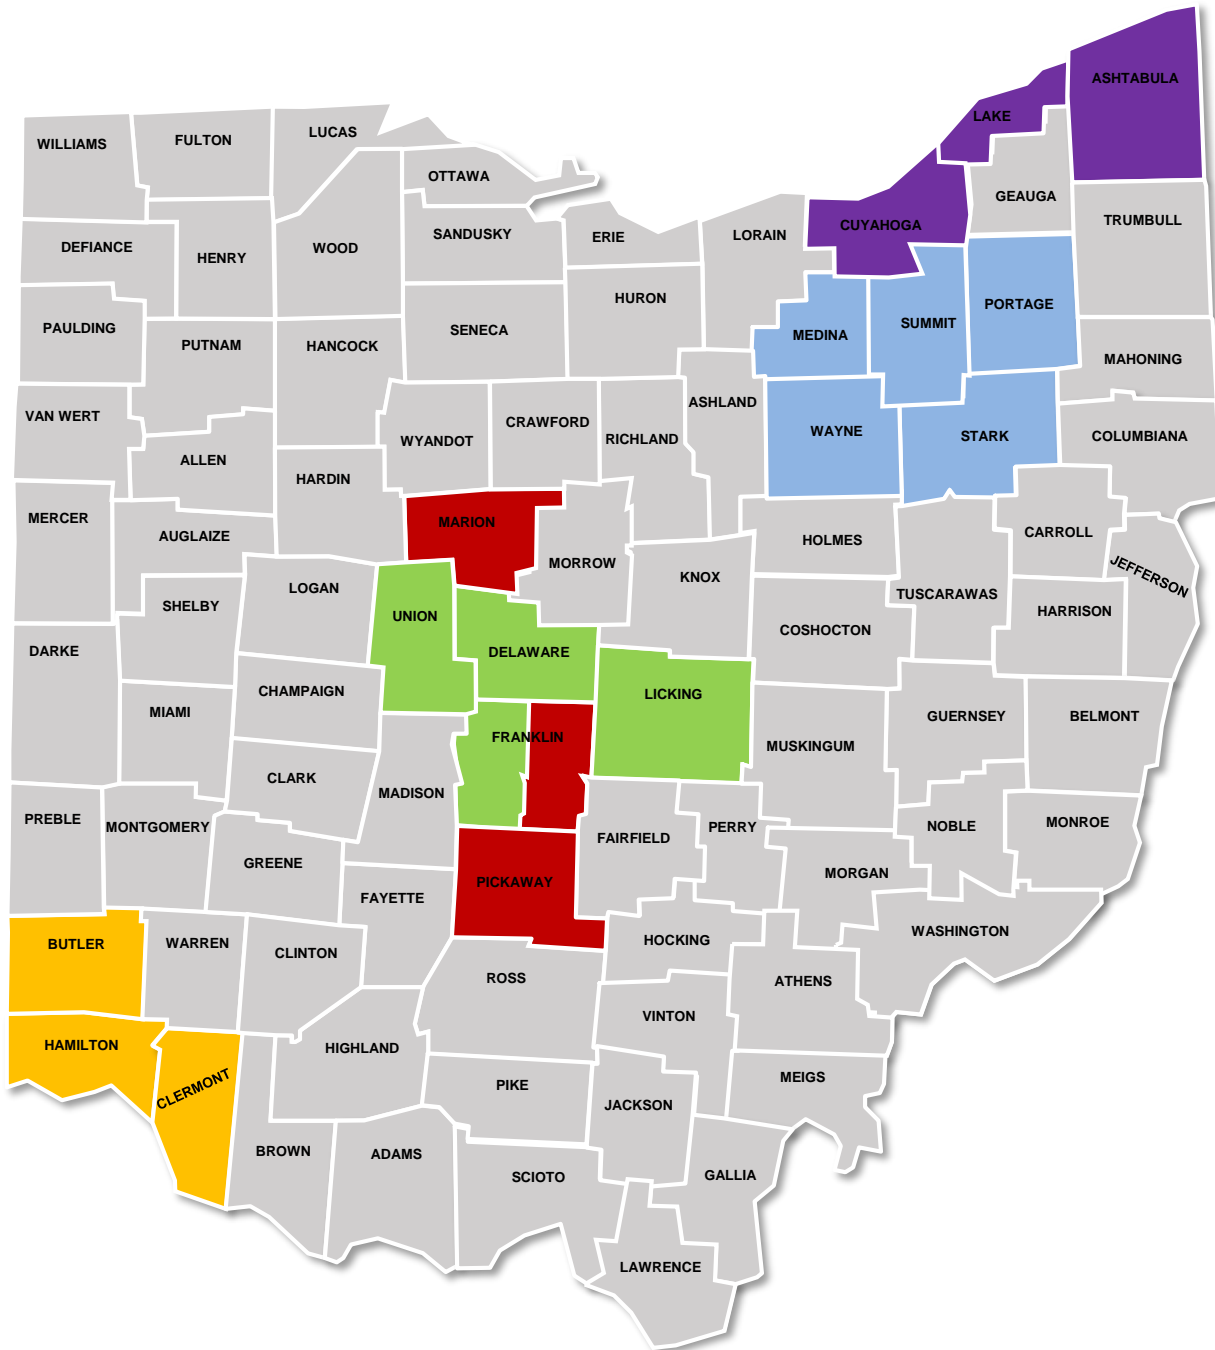 ASHTABULA
LAKE
LUCAS
FULTON
WILLIAMS
OTTAWA
GEAUGA
TRUMBULL
CUYAHOGA
SANDUSKY
LORAIN
ERIE
DEFIANCE
WOOD
HENRY
HURON
PORTAGE
SUMMIT
PAULDING
SENECA
MEDINA
PUTNAM
HANCOCK
MAHONING
ASHLAND
VAN WERT
CRAWFORD
WAYNE
STARK
COLUMBIANA
WYANDOT
RICHLAND
ALLEN
HARDIN
MERCER
MARION
CARROLL
AUGLAIZE
HOLMES
MORROW
JEFFERSON
KNOX
LOGAN
TUSCARAWAS
SHELBY
HARRISON
UNION
COSHOCTON
DARKE
DELAWARE
CHAMPAIGN
LICKING
MIAMI
GUERNSEY
BELMONT
FRANKLIN
MUSKINGUM
CLARK
MADISON
PREBLE
MONTGOMERY
PERRY
NOBLE
MONROE
FAIRFIELD
GREENE
MORGAN
PICKAWAY
FAYETTE
WASHINGTON
BUTLER
WARREN
HOCKING
CLINTON
ROSS
ATHENS
VINTON
HAMILTON
HIGHLAND
MEIGS
CLERMONT
PIKE
JACKSON
BROWN
ADAMS
SCIOTO
GALLIA
LAWRENCE